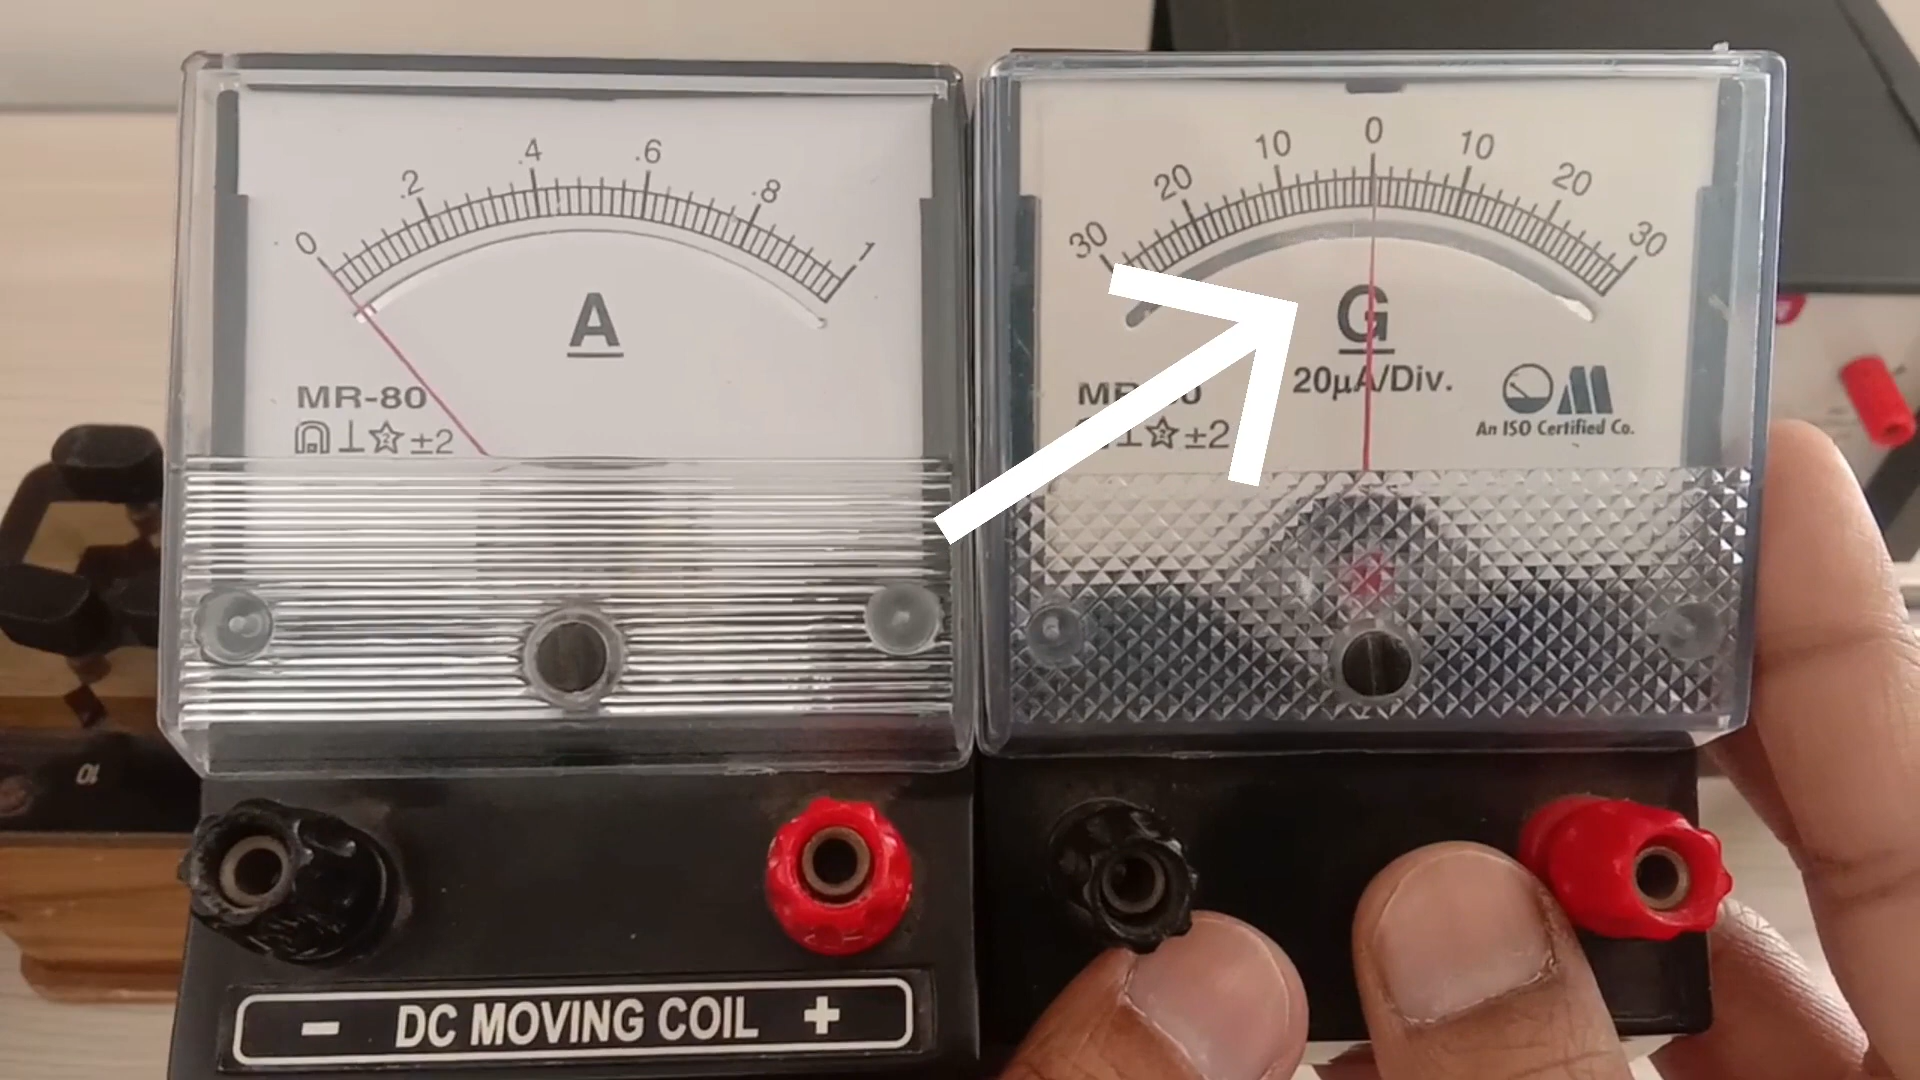 0 .2 .4 .6 .8 1
A
MR-80
±2
DC MOVING COIL
30 20 10 0 10 20 30
G
20µA/Div.
±2
An ISO Certified Co.
10